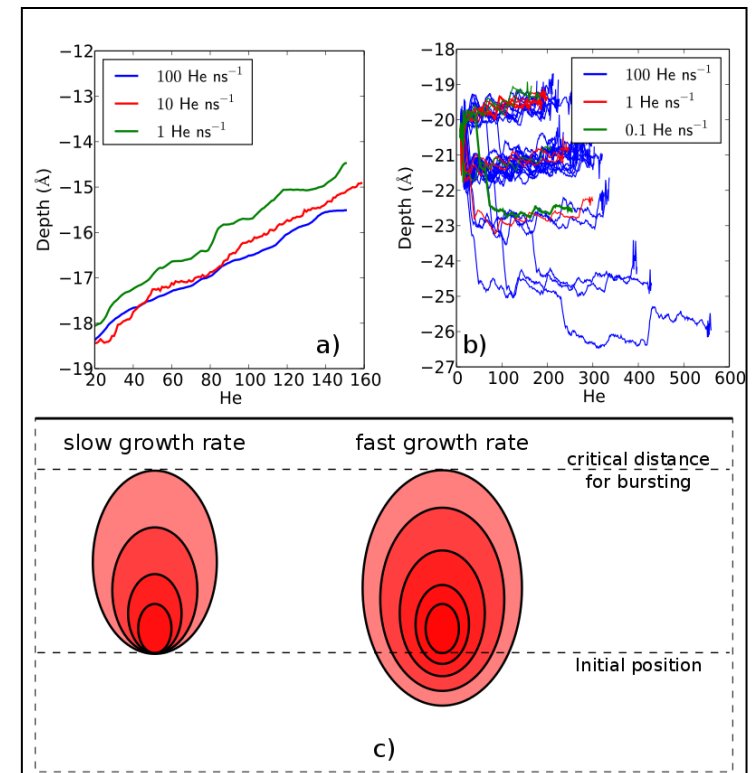 −12
−13
−14
−15
−16
−17
−18
−19
Depth (Å)
100 He ns⁻¹
10 He ns⁻¹
1 He ns⁻¹
a)
20 40 60 80 100 120 140 160
He
−18
−19
−20
−21
−22
−23
−24
−25
−26
−27
Depth (Å)
100 He ns⁻¹
1 He ns⁻¹
0.1 He ns⁻¹
b)
0 100 200 300 400 500 600
He
slow growth rate
fast growth rate
critical distance
for bursting
Initial position
c)